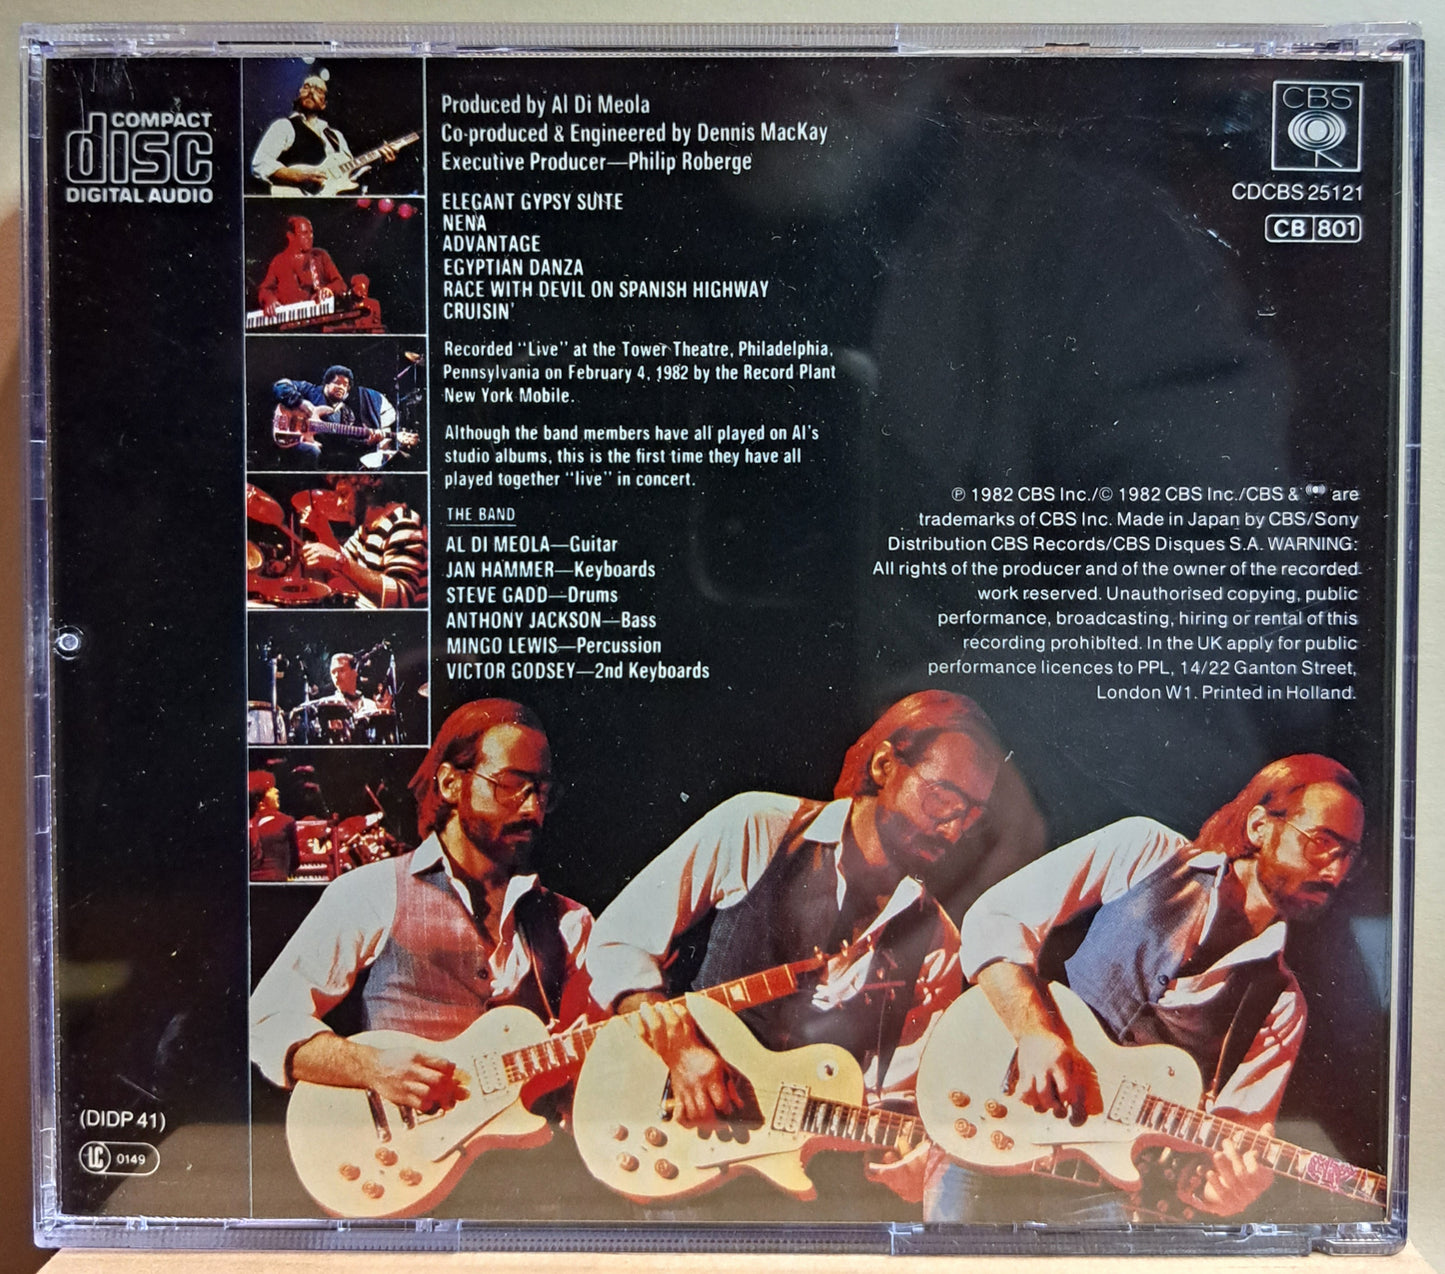 COMPACT
disc
DIGITAL AUDIO
Produced by Al Di Meola
Co-produced & Engineered by Dennis MacKay
Executive Producer—Philip Roberge
ELEGANT GYPSY SUITE
NENA
ADVANTAGE
EGYPTIAN DANZA
RACE WITH DEVIL ON SPANISH HIGHWAY
CRUISIN'
Recorded "Live" at the Tower Theatre, Philadelphia,
Pennsylvania on February 4, 1982 by the Record Plant
New York Mobile.
Although the band members have all played on Al's
studio albums, this is the first time they have all
played together "live" in concert.
THE BAND
AL DI MEOLA—Guitar
JAN HAMMER—Keyboards
STEVE GADD—Drums
ANTHONY JACKSON—Bass
MINGO LEWIS—Percussion
VICTOR GODSEY—2nd Keyboards
CBS
CDCBS 25121
CB 801
℗ 1982 CBS Inc./© 1982 CBS Inc./CBS & are
trademarks of CBS Inc. Made in Japan by CBS/Sony
Distribution CBS Records/CBS Disques S.A. WARNING:
All rights of the producer and of the owner of the recorded
work reserved. Unauthorised copying, public
performance, broadcasting, hiring or rental of this
recording prohibited. In the UK apply for public
performance licences to PPL, 14/22 Ganton Street,
London W1. Printed in Holland.
(DIDP 41)
LC 0149